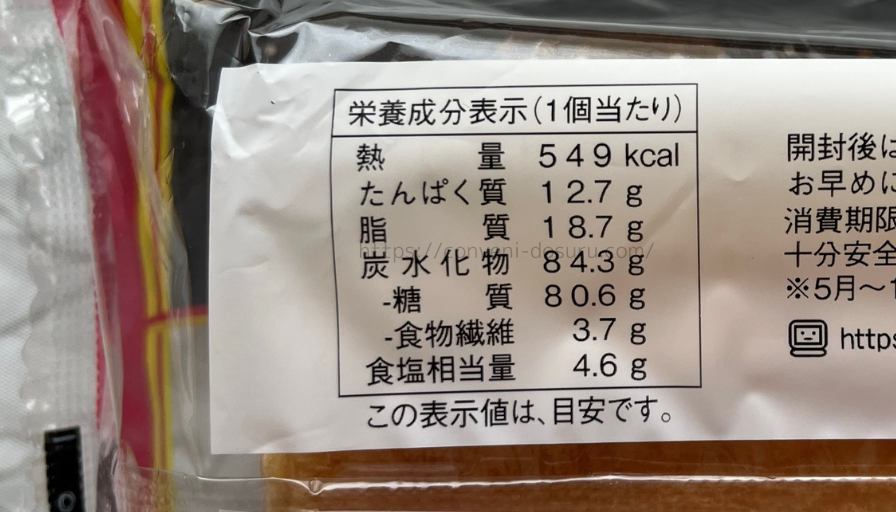 栄養成分表示(1個当たり)
熱量 549 kcal
たんぱく質 12.7 g
脂質 18.7 g
炭水化物 84.3 g
-糖質 80.6 g
-食物繊維 3.7 g
食塩相当量 4.6 g
この表示値は、目安です。
https://conveni-dosuru.com/
開封後は
お早めに
消費期限
十分安全
※5月〜1
https